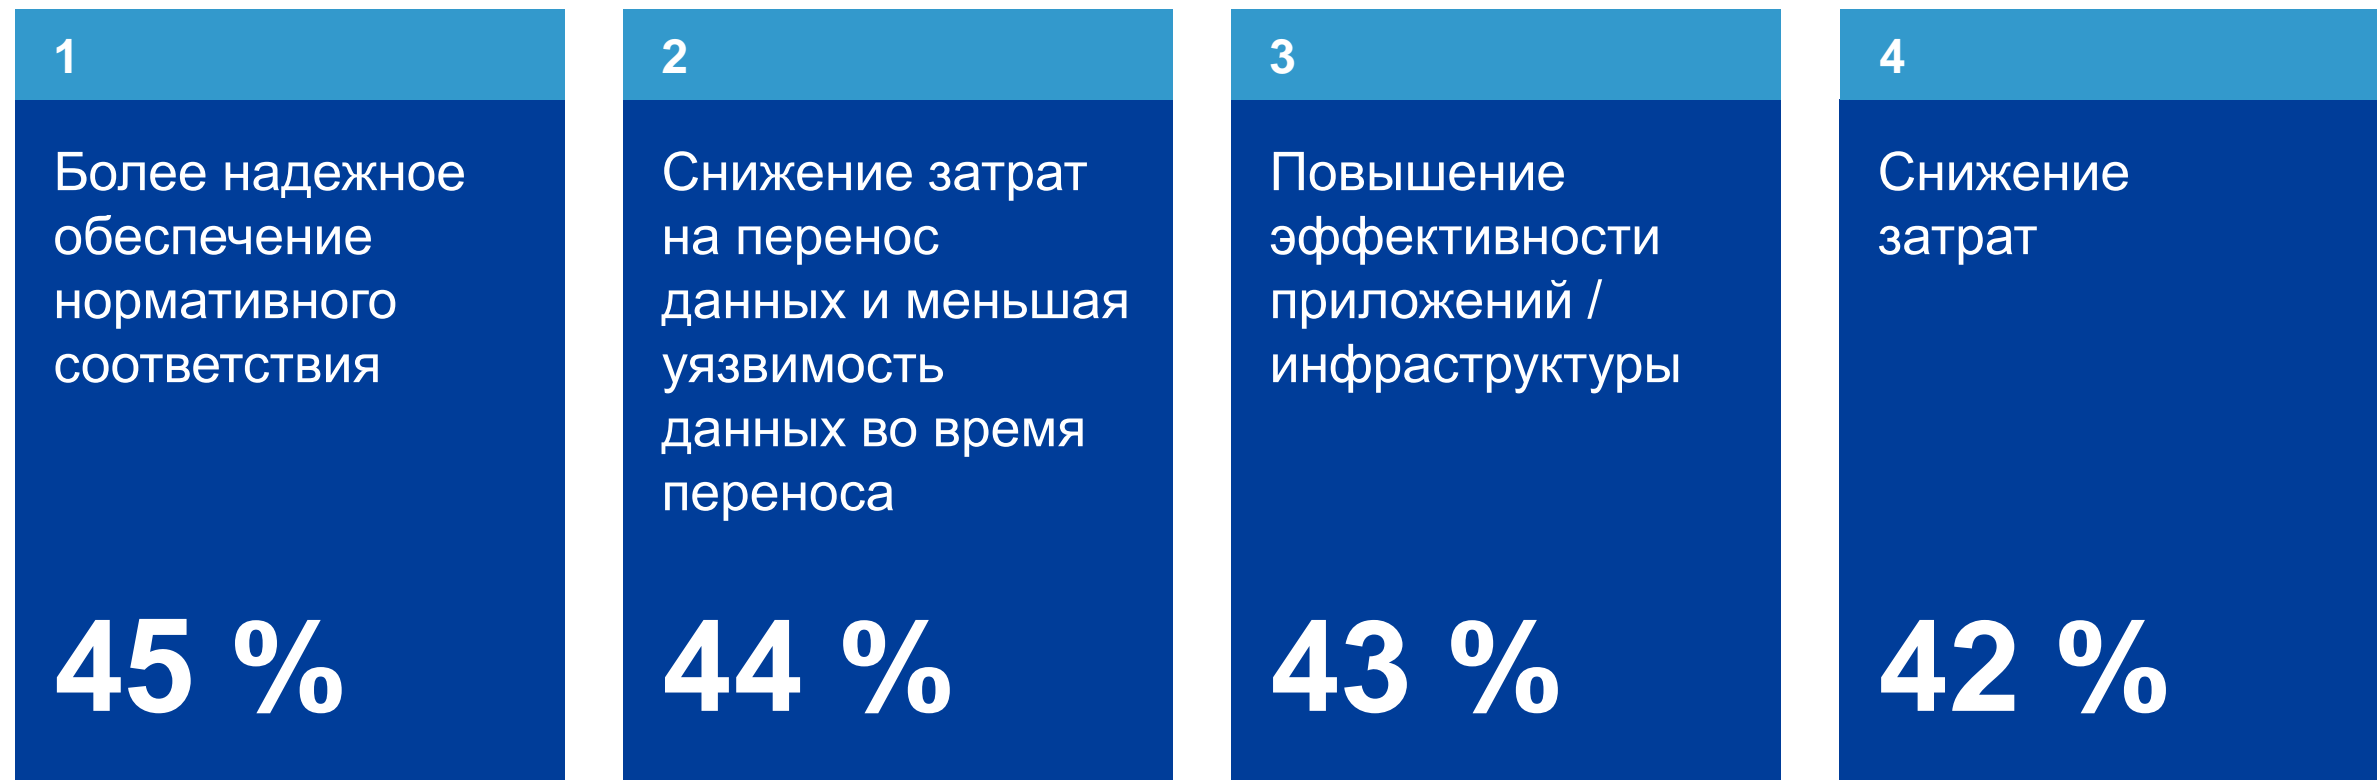 1
Более надежное
обеспечение
нормативного
соответствия
45 %
2
Снижение затрат
на перенос
данных и меньшая
уязвимость
данных во время
переноса
44 %
3
Повышение
эффективности
приложений /
инфраструктуры
43 %
4
Снижение
затрат
42 %